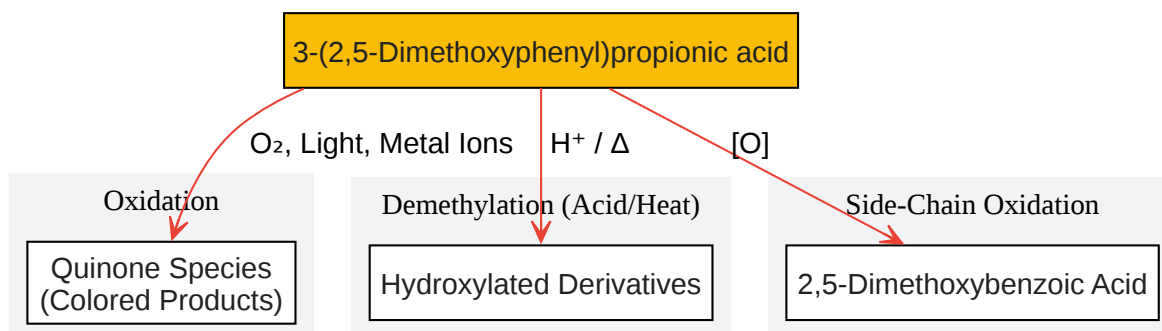 3-(2,5-Dimethoxyphenyl)propionic acid
O₂, Light, Metal Ions
H⁺ / Δ
[O]
Oxidation
Demethylation (Acid/Heat)
Side-Chain Oxidation
Quinone Species
(Colored Products)
Hydroxylated Derivatives
2,5-Dimethoxybenzoic Acid